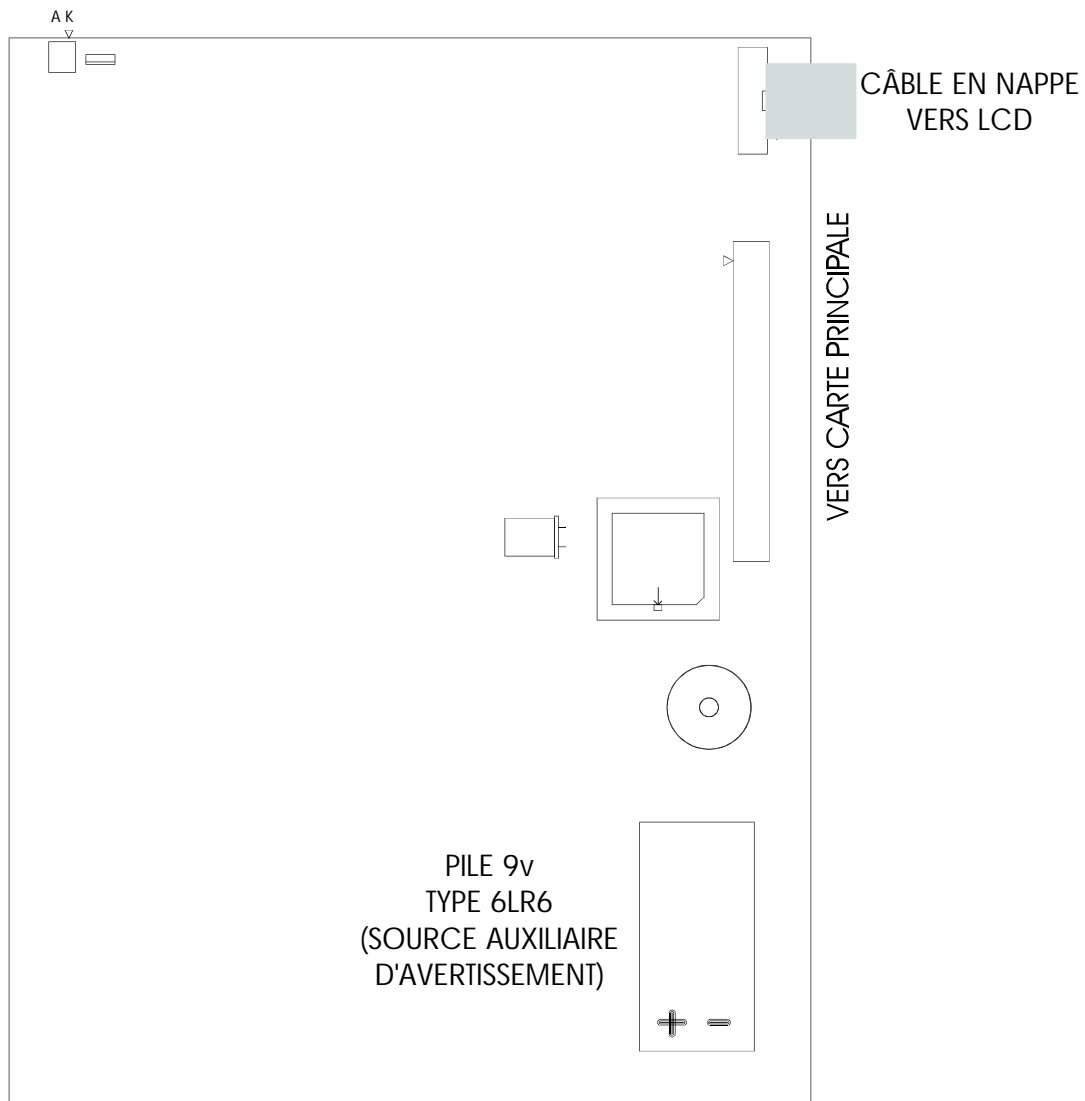 A K
CÂBLE EN NAPPE
VERS LCD
VERS CARTE PRINCIPALE
PILE 9v
TYPE 6LR6
(SOURCE AUXILIAIRE
D'AVERTISSEMENT)